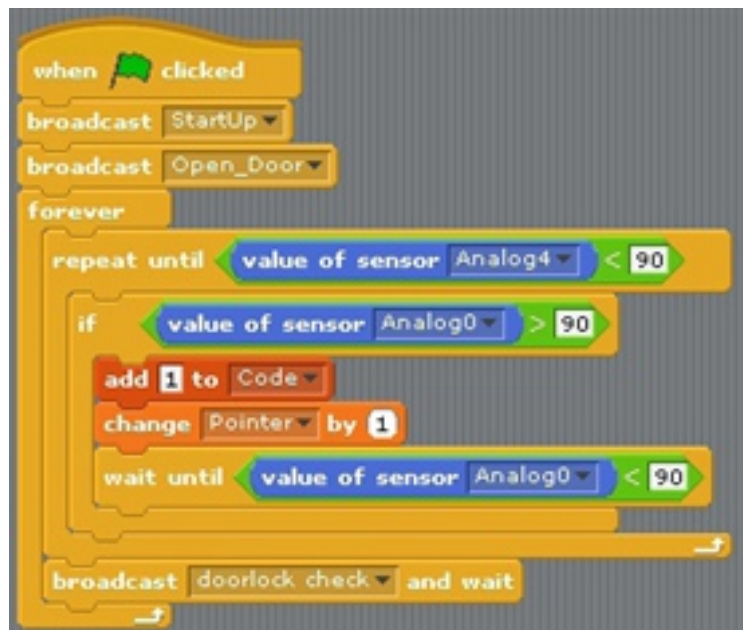 when clicked
broadcast StartUp
broadcast Open_Door
forever
repeat until value of sensor Analog4 < 90
if value of sensor Analog0 > 90
add 1 to Code
change Pointer by 1
wait until value of sensor Analog0 < 90
broadcast doorlock check and wait